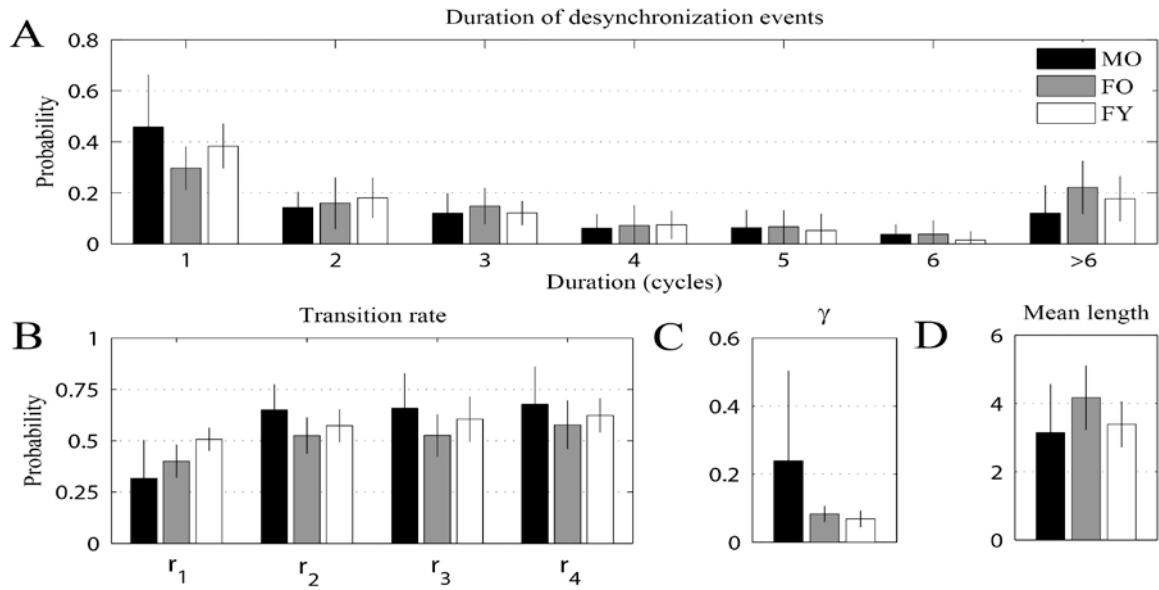 A
Duration of desynchronization events
Probability
0.8
0.6
0.4
0.2
0
MO
FO
FY
1 2 3 4 5 6 >6
Duration (cycles)
B
Transition rate
Probability
1
0.75
0.5
0.25
0
r1 r2 r3 r4
C
γ
0.6
0.4
0.2
0
D
Mean length
6
4
2
0